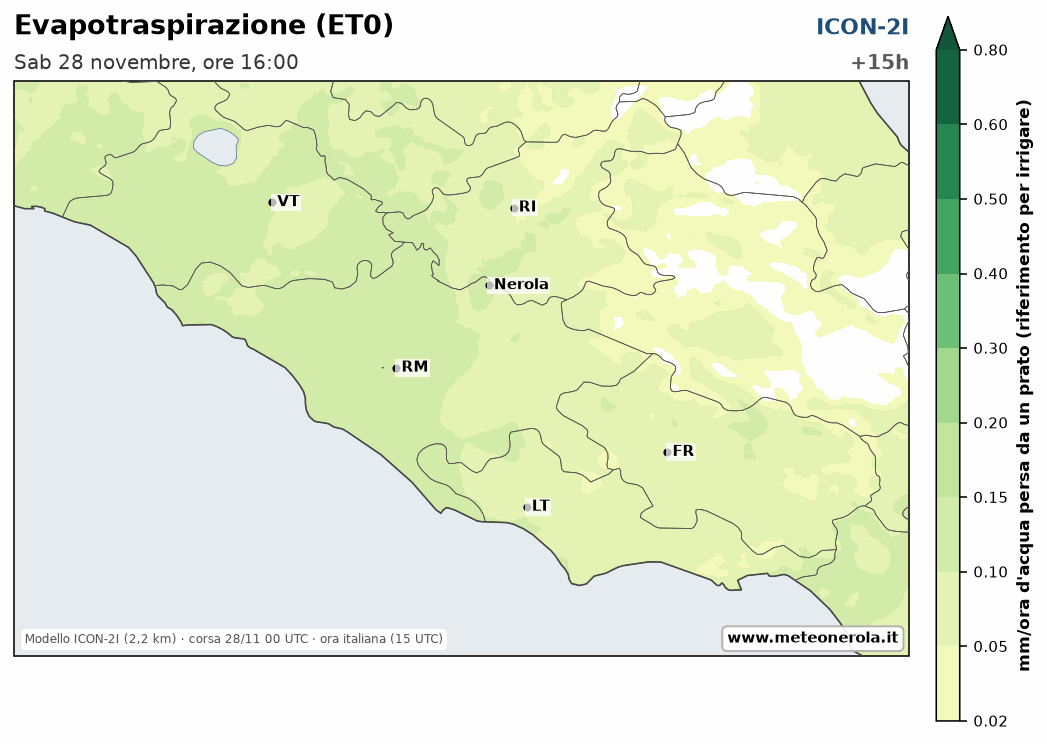 Evapotraspirazione (ET0)
ICON-2I
Sab 28 novembre, ore 16:00
+15h
VT
RI
Nerola
RM
FR
LT
Modello ICON-2I (2,2 km) · corsa 28/11 00 UTC · ora italiana (15 UTC)
www.meteonerola.it
0.80
0.60
0.50
0.40
0.30
0.20
0.15
0.10
0.05
0.02
mm/ora d'acqua persa da un prato (riferimento per irrigare)